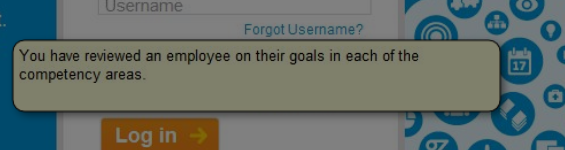 Username
Forgot Username?
You have reviewed an employee on their goals in each of the
competency areas.
17
Log in